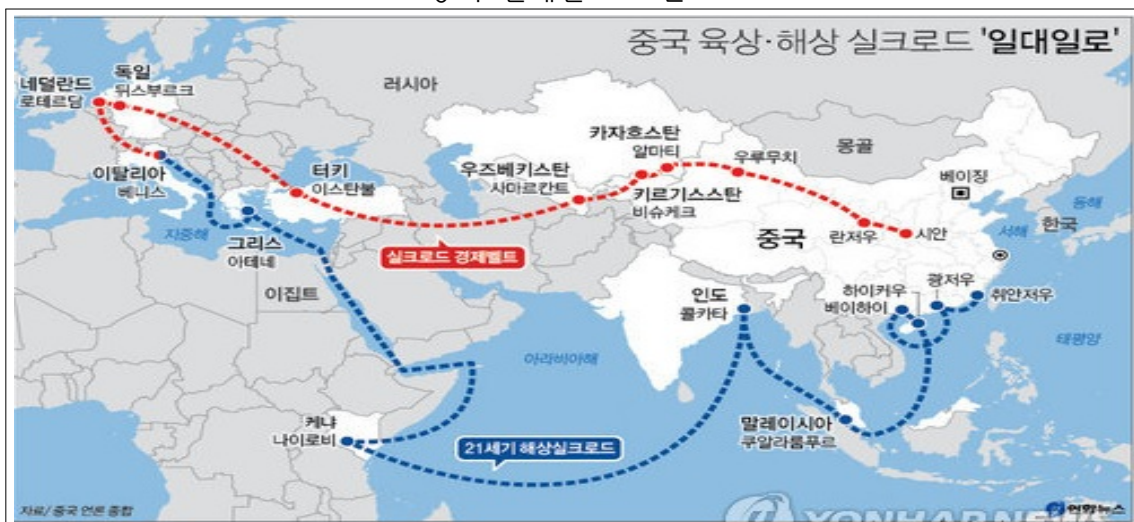 중국 육상·해상 실크로드 '일대일로'
네덜란드
로테르담
독일
뒤스부르크
러시아
카자흐스탄
알마티
우루무치
몽골
이탈리아
베니스
터키
이스탄불
우즈베키스탄
사마르칸트
키르기스스탄
비슈케크
베이징
동해
한국
서해
지중해
그리스
아테네
실크로드 경제벨트
중국
란저우
시안
이집트
인도
콜카타
하이커우
베이하이
광저우
취안저우
아라비아해
태평양
케냐
나이로비
21세기 해상실크로드
말레이시아
쿠알라룸푸르
자료/ 중국 언론 종합
연합뉴스
YONHAP NEWS